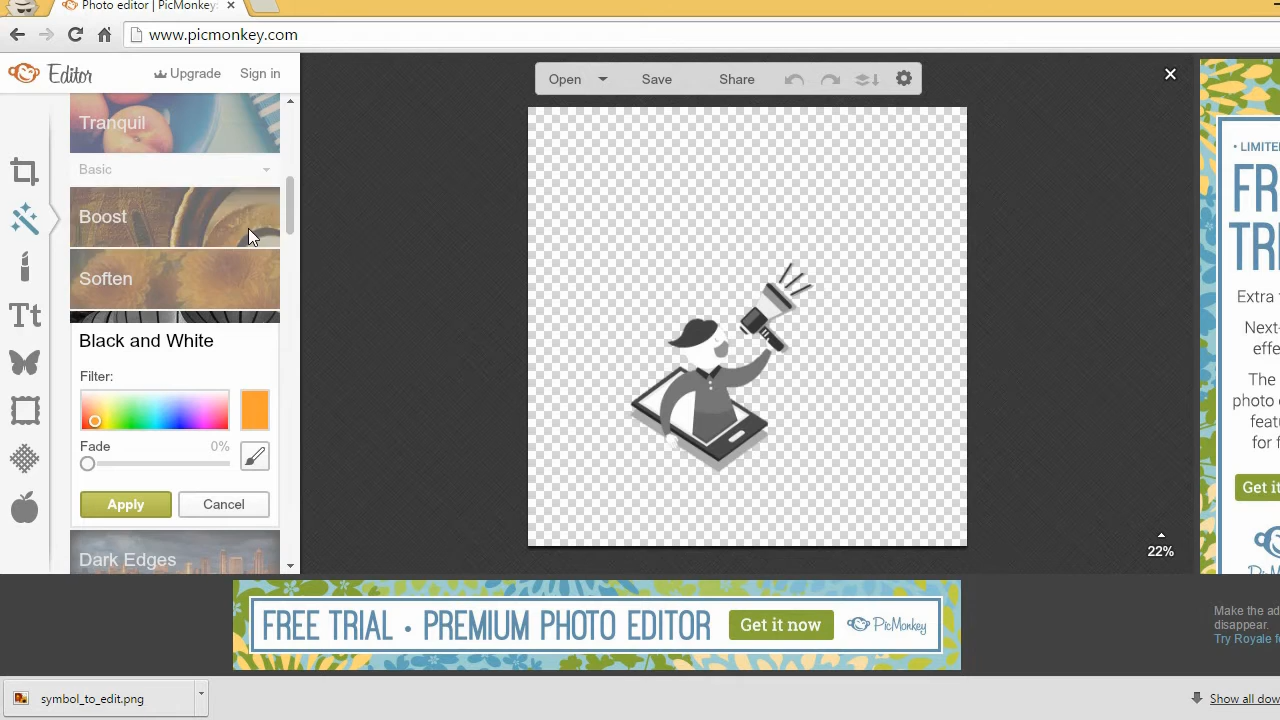 Photo editor | PicMonkey:
www.picmonkey.com
Editor
Upgrade
Sign in
Open
Save
Share
Tranquil
Basic
Boost
Soften
Black and White
Filter:
Fade
0%
Apply
Cancel
Dark Edges
22%
• LIMITE
FR
TRI
Extra
Next-
effe
The
photo
featu
for f
Get it
PicM
FREE TRIAL • PREMIUM PHOTO EDITOR
Get it now
PicMonkey
Make the ad
disappear.
Try Royale fo
symbol_to_edit.png
Show all dow